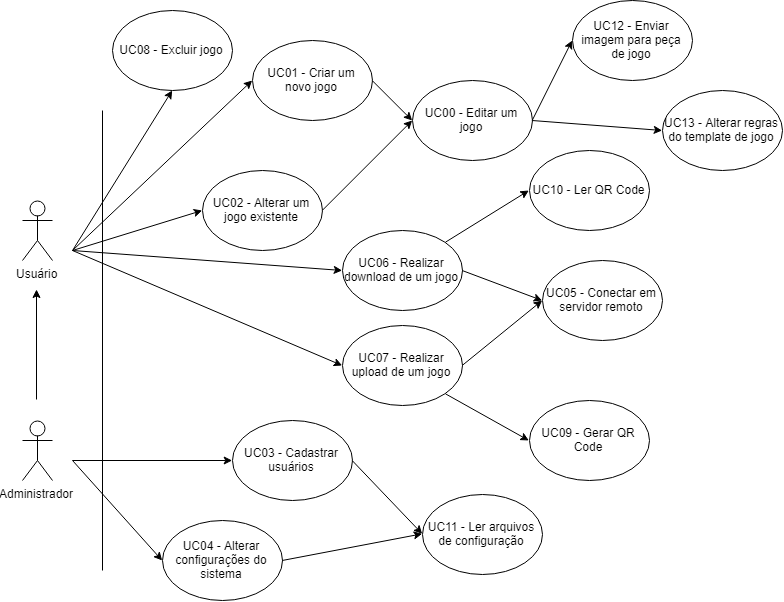 UC12 - Enviar
imagem para peça
de jogo
UC08 - Excluir jogo
UC01 - Criar um
novo jogo
UC00 - Editar um
jogo
UC13 - Alterar regras
do template de jogo
UC02 - Alterar um
jogo existente
UC10 - Ler QR Code
Usuário
UC06 - Realizar
download de um jogo
UC05 - Conectar em
servidor remoto
UC07 - Realizar
upload de um jogo
UC09 - Gerar QR
Code
UC03 - Cadastrar
usuários
Administrador
UC11 - Ler arquivos
de configuração
UC04 - Alterar
configurações do
sistema